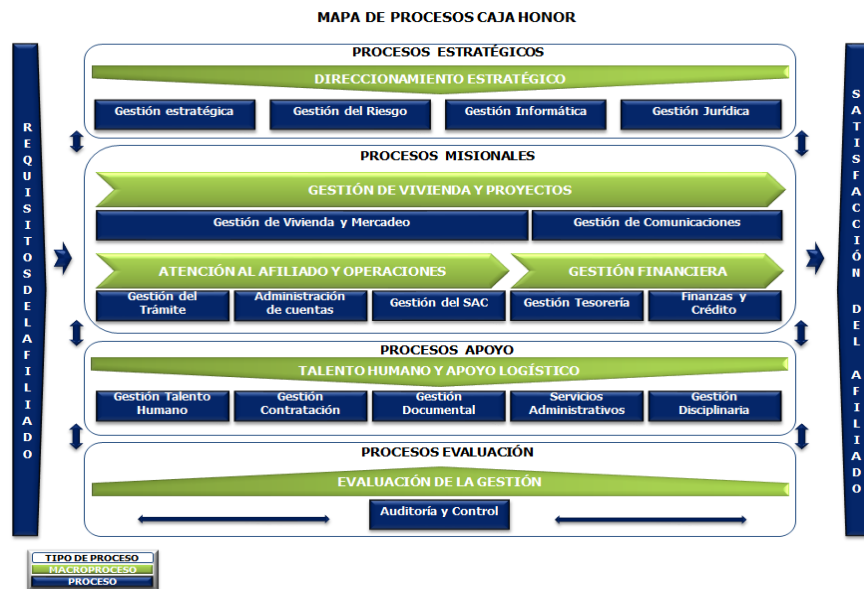 MAPA DE PROCESOS CAJA HONOR
REQUISITOS DEL AFILIADO
PROCESOS ESTRATÉGICOS
DIRECCIONAMIENTO ESTRATÉGICO
Gestión estratégica
Gestión del Riesgo
Gestión Informática
Gestión Jurídica
PROCESOS MISIONALES
GESTIÓN DE VIVIENDA Y PROYECTOS
Gestión de Vivienda y Mercadeo
Gestión de Comunicaciones
ATENCIÓN AL AFILIADO Y OPERACIONES
GESTIÓN FINANCIERA
Gestión del
Trámite
Administración
de cuentas
Gestión del SAC
Gestión Tesorería
Finanzas y
Crédito
PROCESOS APOYO
TALENTO HUMANO Y APOYO LOGÍSTICO
Gestión Talento
Humano
Gestión
Contratación
Gestión
Documental
Servicios
Administrativos
Gestión
Disciplinaria
PROCESOS EVALUACIÓN
EVALUACIÓN DE LA GESTIÓN
Auditoría y Control
SATISFACCIÓN DEL AFILIADO
TIPO DE PROCESO
MACROPROCESO
PROCESO